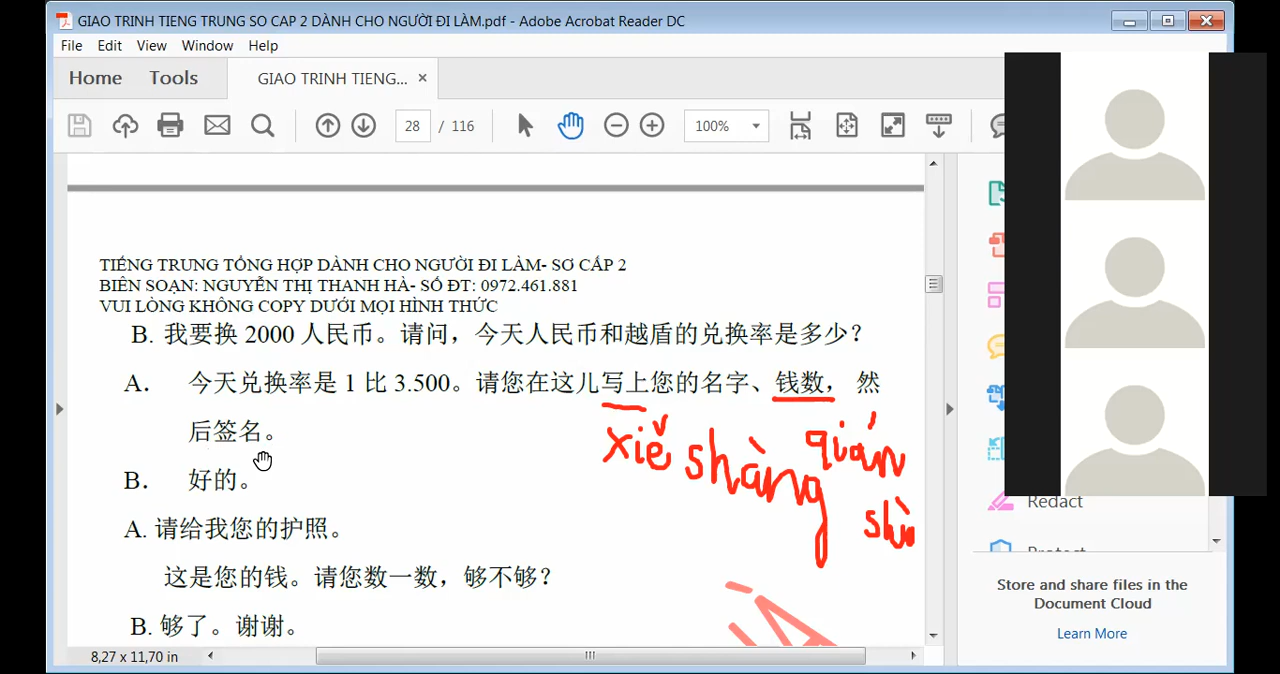 GIAO TRINH TIENG TRUNG SO CAP 2 DÀNH CHO NGƯỜI ĐI LÀM.pdf - Adobe Acrobat Reader DC
File Edit View Window Help
Home Tools GIAO TRINH TIENG... ×
28 / 116 100%
TIẾNG TRUNG TỔNG HỢP DÀNH CHO NGƯỜI ĐI LÀM- SƠ CẤP 2
BIÊN SOẠN: NGUYỄN THỊ THANH HÀ- SỐ ĐT: 0972.461.881
VUI LÒNG KHÔNG COPY DƯỚI MỌI HÌNH THỨC
B. 我要换 2000 人民币。请问，今天人民币和越盾的兑换率是多少？
A. 今天兑换率是 1 比 3.500。请您在这儿写上您的名字、钱数，然
后签名。
xiě shàng qián
shù
B. 好的。
A. 请给我您的护照。
这是您的钱。请您数一数，够不够？
B. 够了。谢谢。
8,27 x 11,70 in
Redact
Protect
Store and share files in the
Document Cloud
Learn More